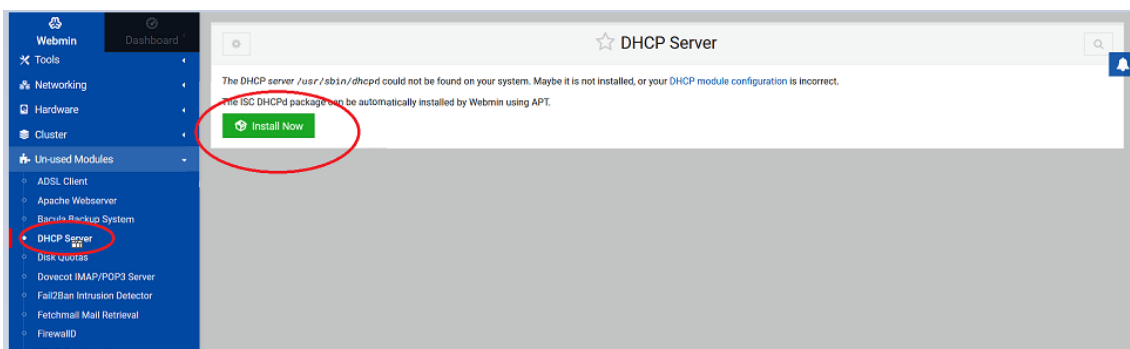 Webmin
Dashboard
Tools
Networking
Hardware
Cluster
Un-used Modules
ADSL Client
Apache Webserver
Bacula Backup System
DHCP Server
Disk Quotas
Dovecot IMAP/POP3 Server
Fail2Ban Intrusion Detector
Fetchmail Mail Retrieval
FirewallD
DHCP Server
The DHCP server /usr/sbin/dhcpd could not be found on your system. Maybe it is not installed, or your DHCP module configuration is incorrect.
The ISC DHCPd package can be automatically installed by Webmin using APT.
Install Now